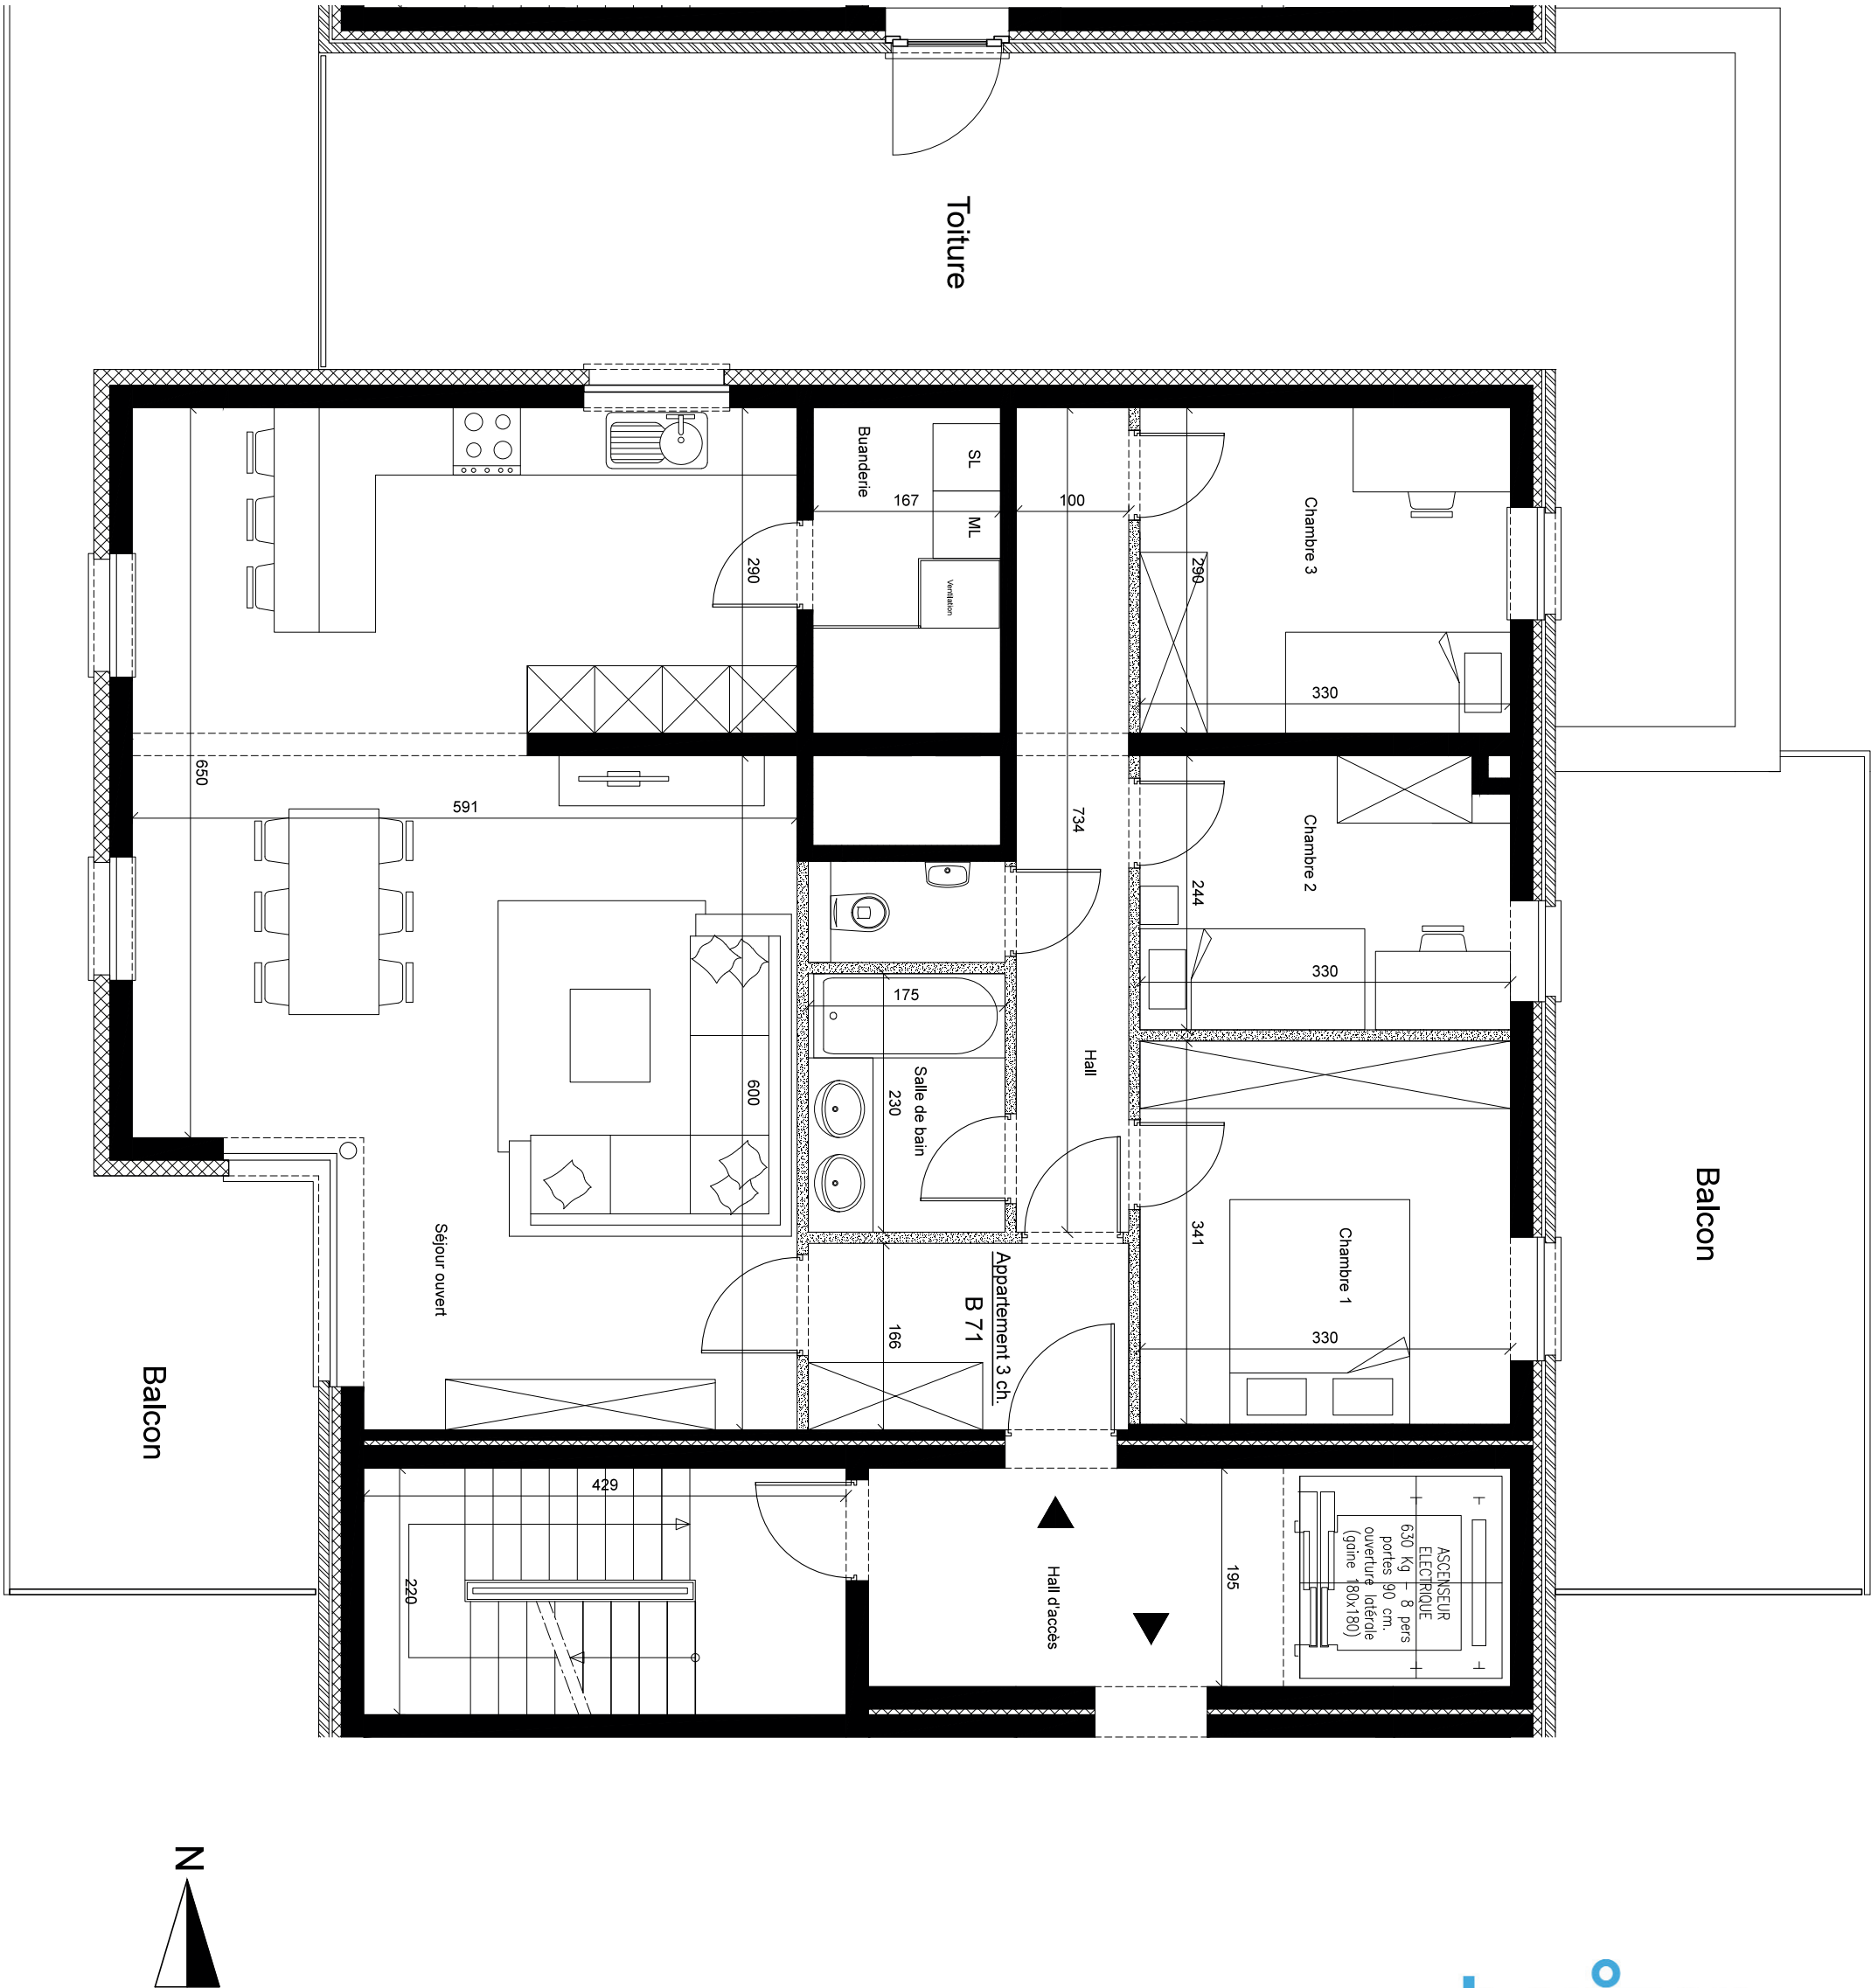 Toiture
Buanderie
SL
ML
Ventilation
167
100
290
290
Chambre 3
330
650
591
734
Chambre 2
244
330
175
Salle de bain
230
Hall
600
341
Chambre 1
330
Séjour ouvert
Appartement 3 ch.
B 71
166
Balcon
Balcon
429
220
Hall d'accès
195
ASCENSEUR
ELECTRIQUE
630 Kg - 8 pers
portes 90 cm.
ouverture latérale
(gaine 180x180)
N